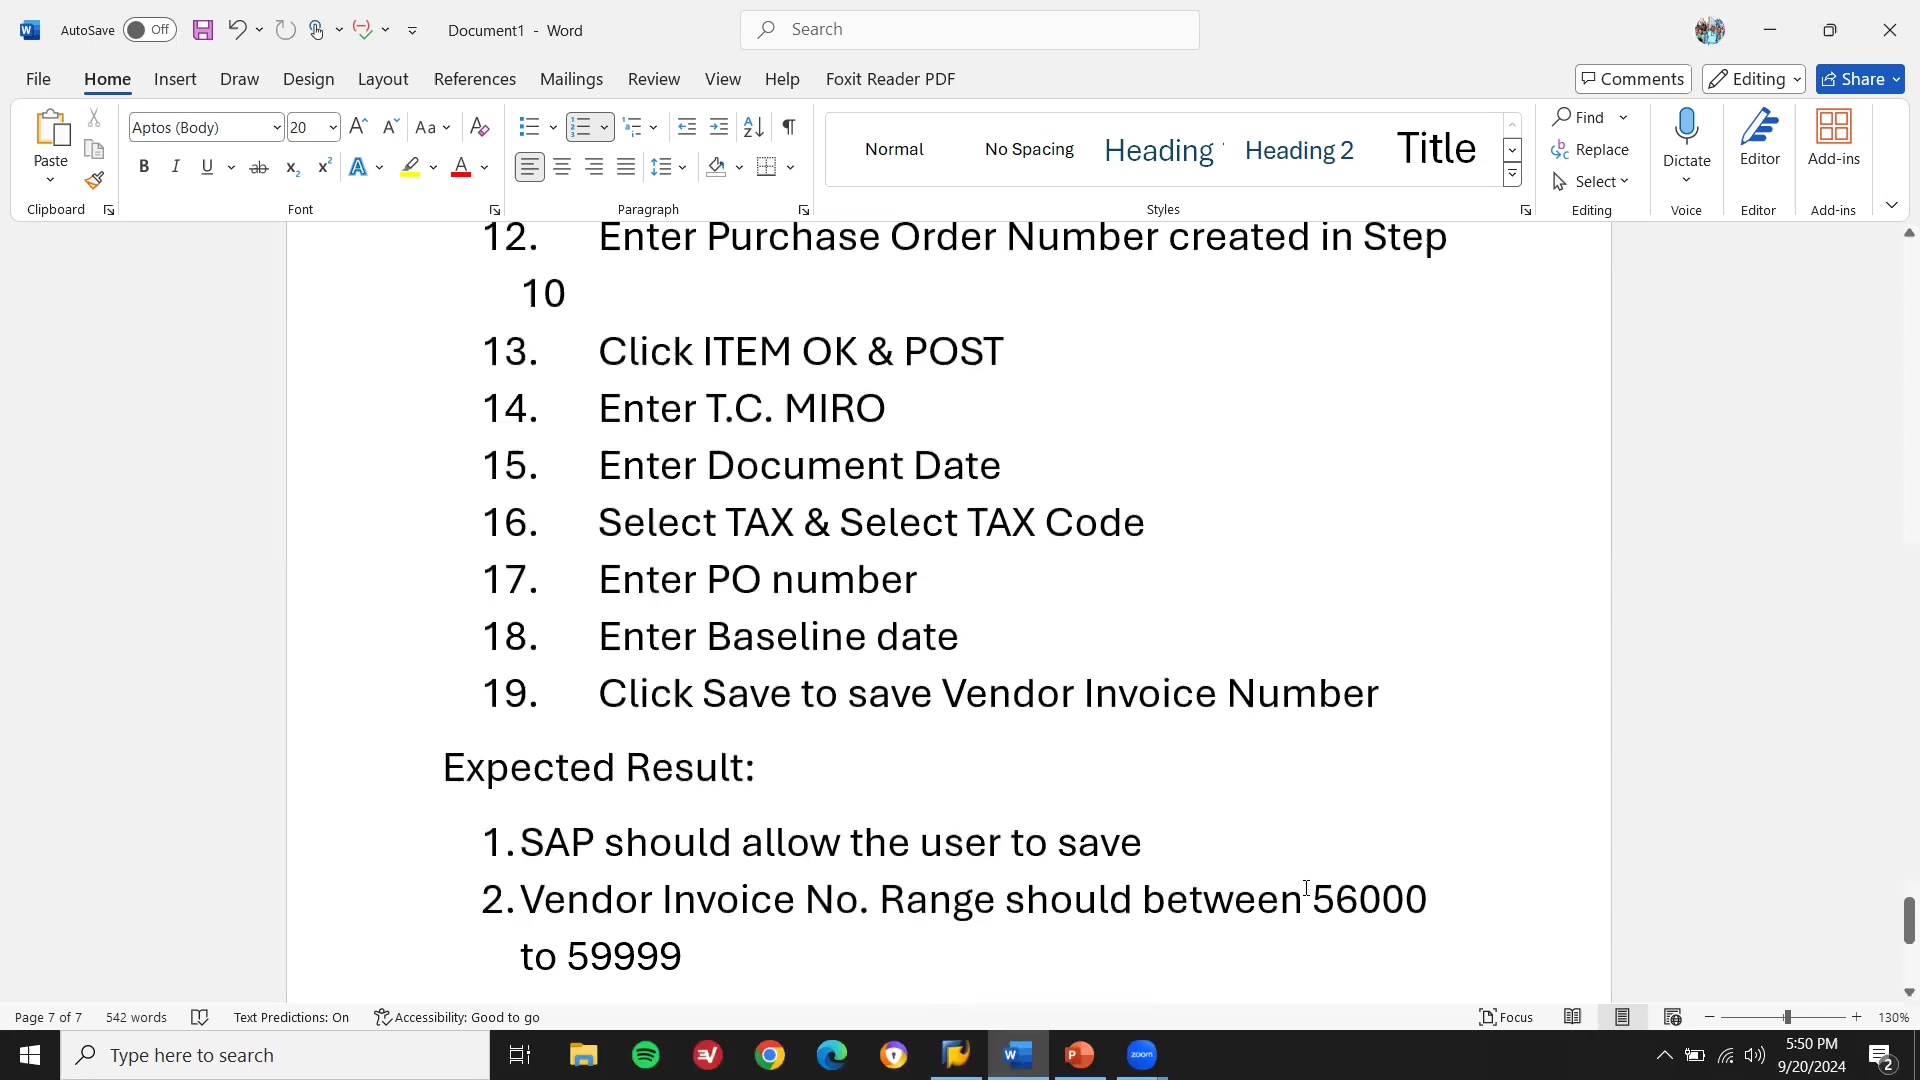 AutoSave Off Document1 - Word Search
File Home Insert Draw Design Layout References Mailings Review View Help Foxit Reader PDF Comments Editing Share
Paste Aptos (Body) 20 Normal No Spacing Heading Heading 2 Title Find Replace Select Dictate Editor Add-ins
Clipboard Font Paragraph Styles Editing Voice Editor Add-ins
12. Enter Purchase Order Number created in Step
10
13. Click ITEM OK & POST
14. Enter T.C. MIRO
15. Enter Document Date
16. Select TAX & Select TAX Code
17. Enter PO number
18. Enter Baseline date
19. Click Save to save Vendor Invoice Number
Expected Result:
1. SAP should allow the user to save
2. Vendor Invoice No. Range should between 56000
to 59999
Page 7 of 7 542 words Text Predictions: On Accessibility: Good to go Focus 130%
Type here to search zoom 5:50 PM
9/20/2024 2